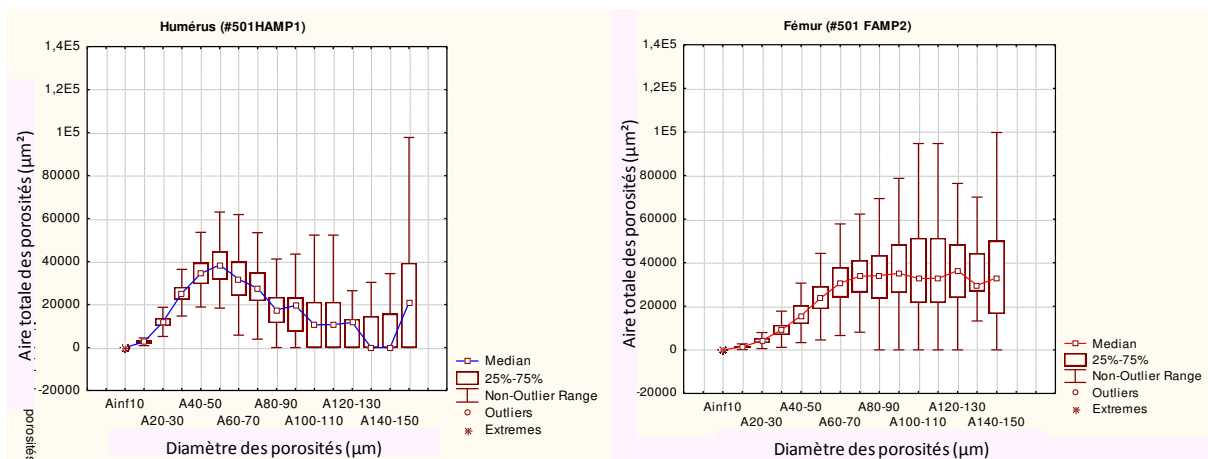 Humérus (#501HAMP1)
Aire totale des porosités (µm²)
1,4E5
1,2E5
1E5
80000
60000
40000
20000
0
-20000
Ainf10
A40-50
A80-90
A120-130
A20-30
A60-70
A100-110
A140-150
Diamètre des porosités (µm)
Median
25%-75%
Non-Outlier Range
Outliers
Extremes
porosités
Fémur (#501 FAMP2)
Aire totale des porosités (µm²)
1,4E5
1,2E5
1E5
80000
60000
40000
20000
0
-20000
Ainf10
A40-50
A80-90
A120-130
A20-30
A60-70
A100-110
A140-150
Diamètre des porosités (µm)
Median
25%-75%
Non-Outlier Range
Outliers
Extremes